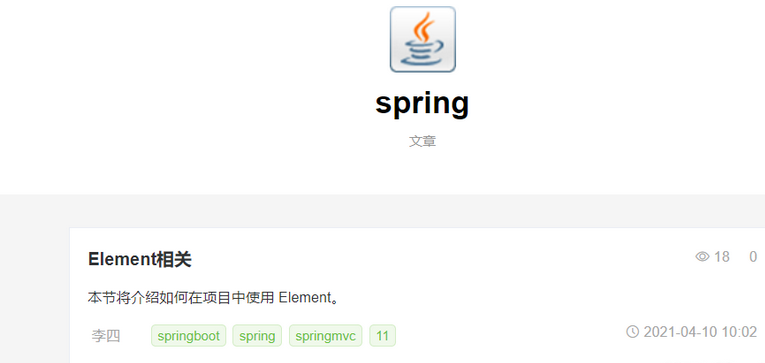 spring
文章
Element相关
18 0
本节将介绍如何在项目中使用 Element。
李四 springboot spring springmvc 11 2021-04-10 10:02